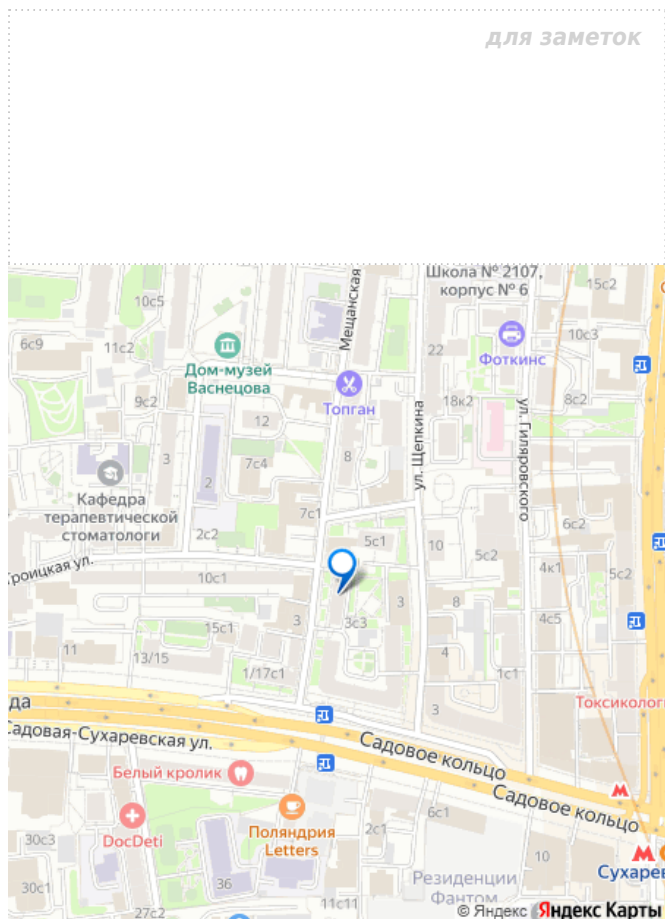 для заметок
Школа № 2107,
корпус № 6
15с2
10с5
Мещанская
6с9
11с2
Дом-музей
Васнецова
22
Фоткинс
10с3
9с2
Топган
18к2
8с2
12
ул. Щепкина
ул. Гиляровского
3
2
7с4
8
Кафедра
терапевтической
стоматологи
7с1
6с2
2с2
5с1
10
5с2
Троицкая ул.
10с1
4к1
5с2
3
8
15с1
3
3с3
4с5
11
13/15
1/17с1
4
1с1
3
Токсикологи
да
Садовая-Сухаревская ул.
Садовое кольцо
Белый кролик
Садовое кольцо
DocDeti
Поляндрия
Letters
6с1
2с1
30с3
10
Сухарев
Резиденции
Фантом
30с1
36
11с11
27с2
© Яндекс Яндекс Карты